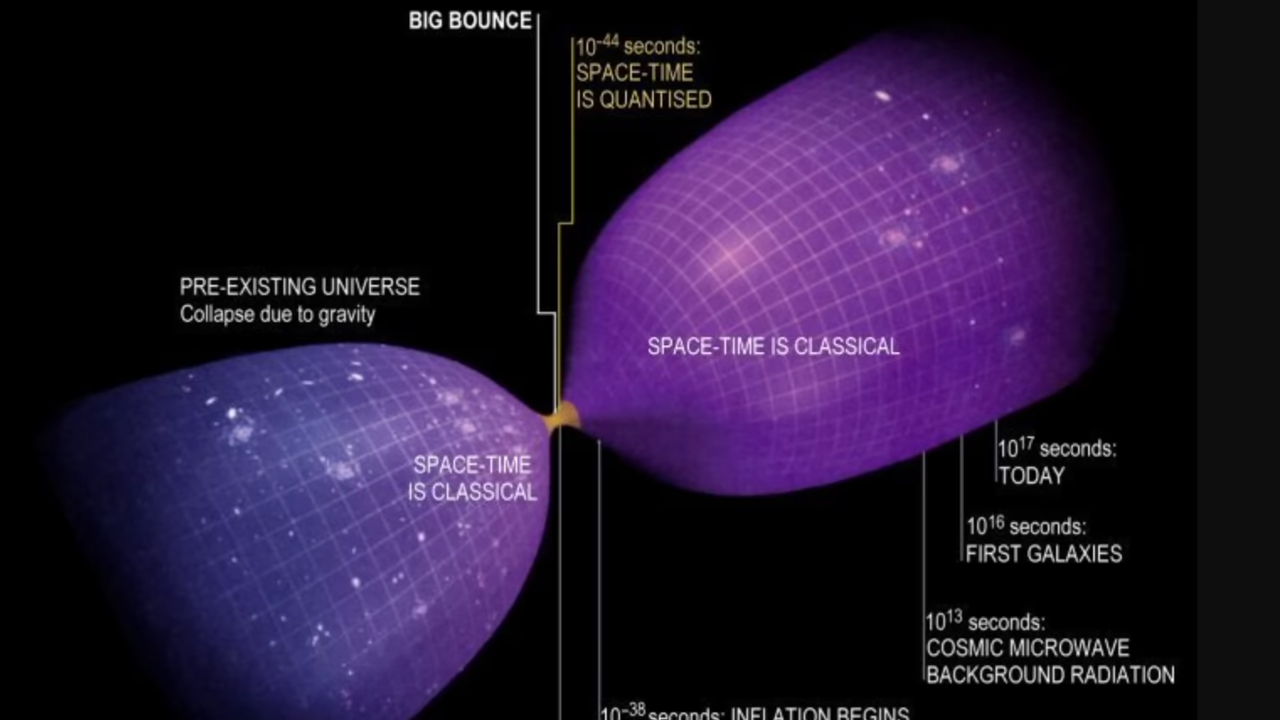 BIG BOUNCE
10⁻⁴⁴ seconds:
SPACE-TIME
IS QUANTISED
PRE-EXISTING UNIVERSE
Collapse due to gravity
SPACE-TIME IS CLASSICAL
SPACE-TIME
IS CLASSICAL
10¹⁷ seconds:
TODAY
10¹⁶ seconds:
FIRST GALAXIES
10¹³ seconds:
COSMIC MICROWAVE
BACKGROUND RADIATION
10⁻³⁸ seconds: INFLATION BEGINS